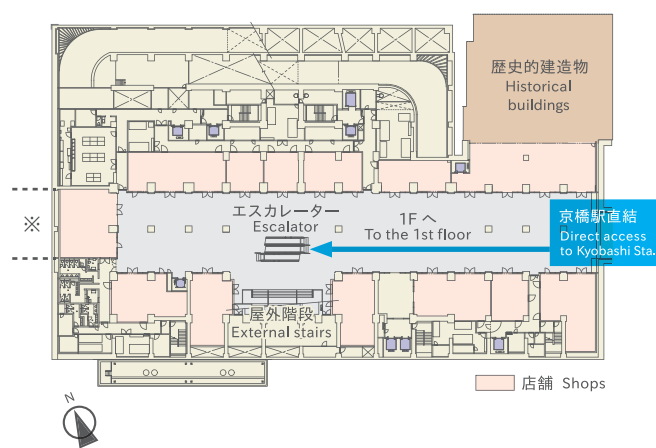 歴史的建造物
Historical
buildings
※
エスカレーター
Escalator
1F へ
To the 1st floor
京橋駅直結
Direct access
to Kyobashi Sta.
屋外階段
External stairs
店舗 Shops
N